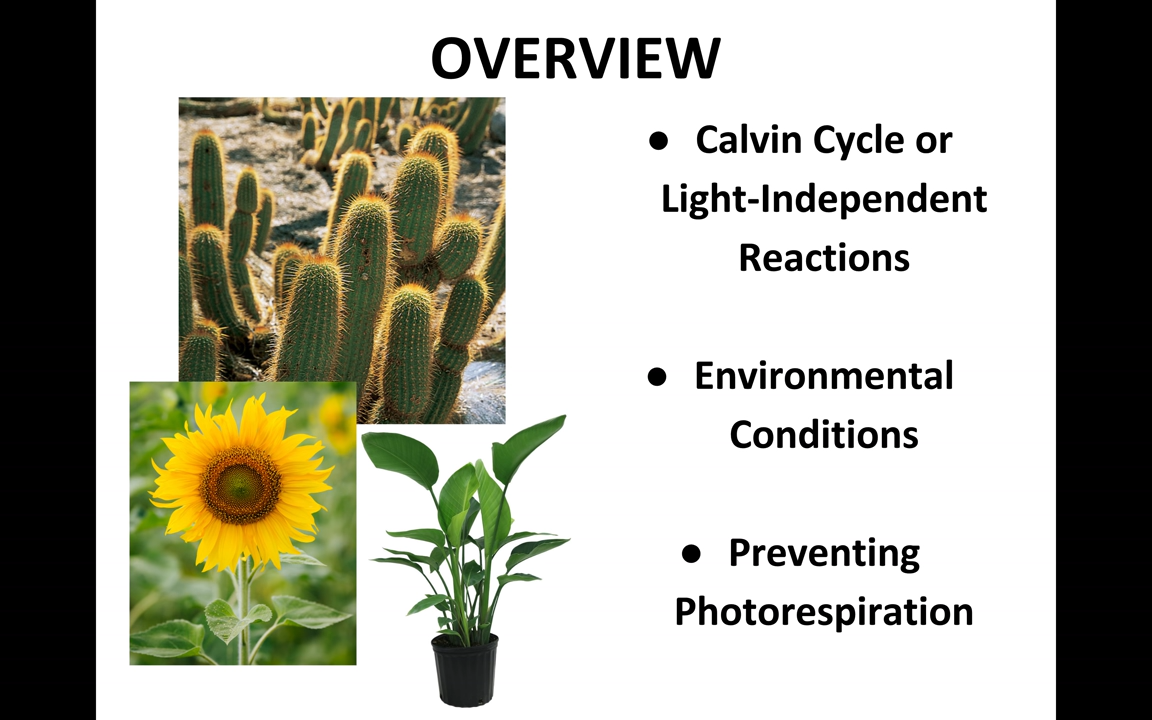 OVERVIEW
● Calvin Cycle or
Light-Independent
Reactions
● Environmental
Conditions
● Preventing
Photorespiration